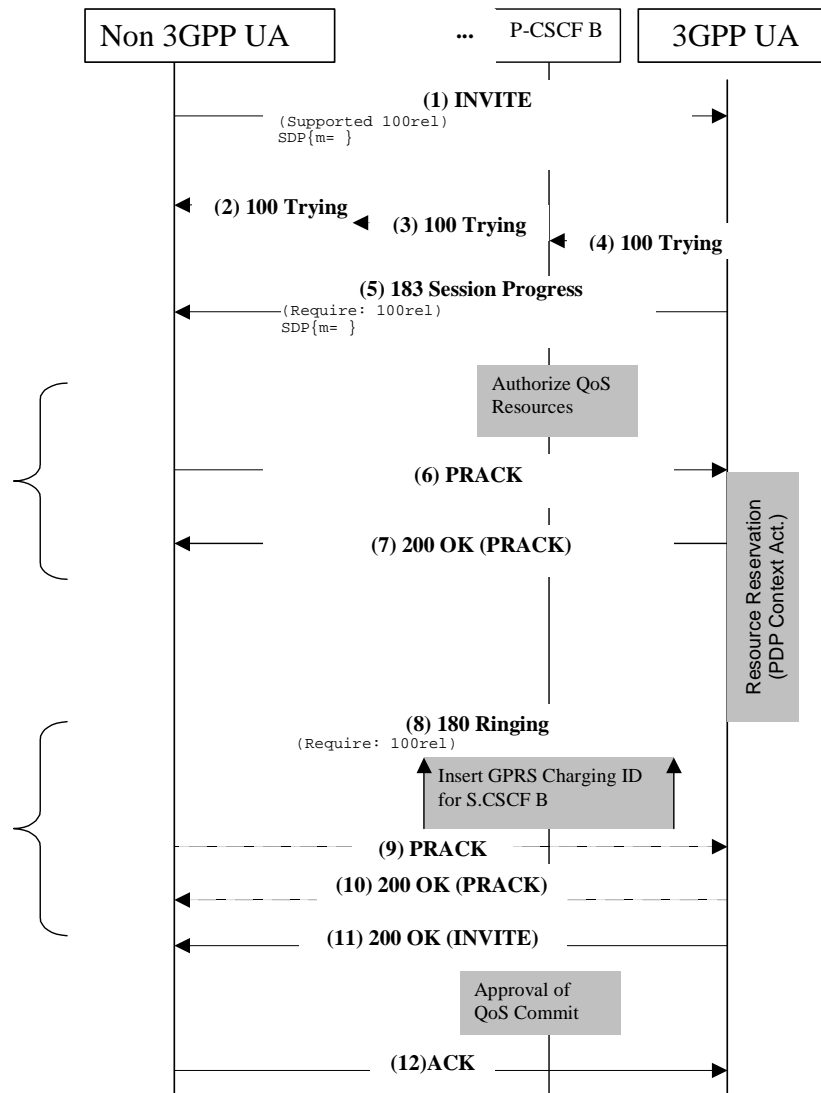 Non 3GPP UA
...
P-CSCF B
3GPP UA
(1) INVITE
(Supported 100rel)
SDP{m= }
(2) 100 Trying
(3) 100 Trying
(4) 100 Trying
(5) 183 Session Progress
(Require: 100rel)
SDP{m= }
Authorize QoS
Resources
(6) PRACK
(7) 200 OK (PRACK)
Resource Reservation
(PDP Context Act.)
(8) 180 Ringing
(Require: 100rel)
Insert GPRS Charging ID
for S.CSCF B
(9) PRACK
(10) 200 OK (PRACK)
(11) 200 OK (INVITE)
Approval of
QoS Commit
(12)ACK